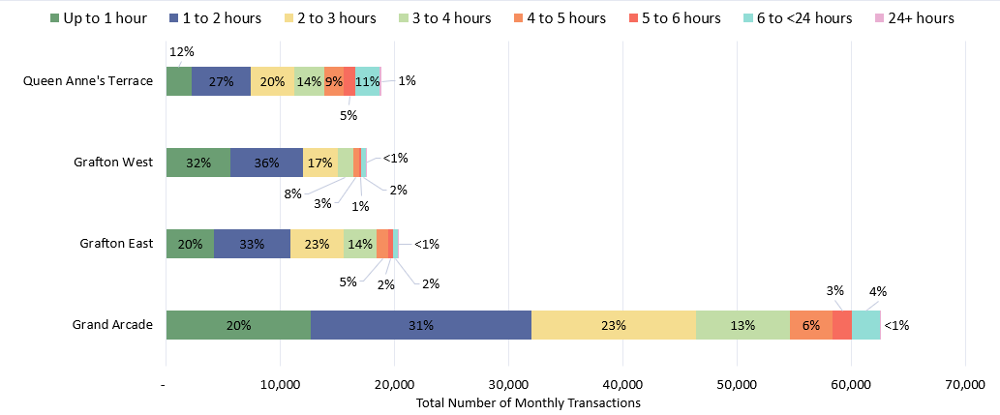 Up to 1 hour 1 to 2 hours 2 to 3 hours 3 to 4 hours 4 to 5 hours 5 to 6 hours 6 to <24 hours 24+ hours
12%
Queen Anne's Terrace 27% 20% 14% 9% 11% 1%
5%
Grafton West 32% 36% 17% <1%
8% 3% 1% 2%
Grafton East 20% 33% 23% 14% <1%
5% 2% 2%
3% 4%
Grand Arcade 20% 31% 23% 13% 6% <1%
- 10,000 20,000 30,000 40,000 50,000 60,000 70,000
Total Number of Monthly Transactions